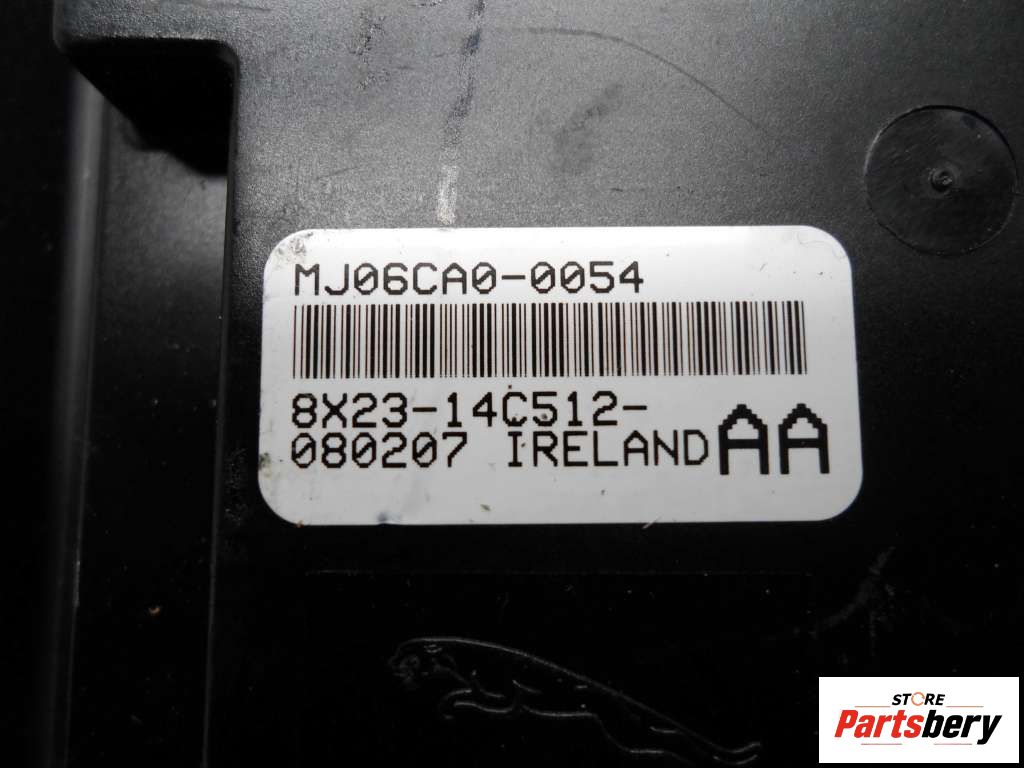 MJ06CA0-0054
8X23-14C512-
080207 IRELAND AA
STORE
Partsbery